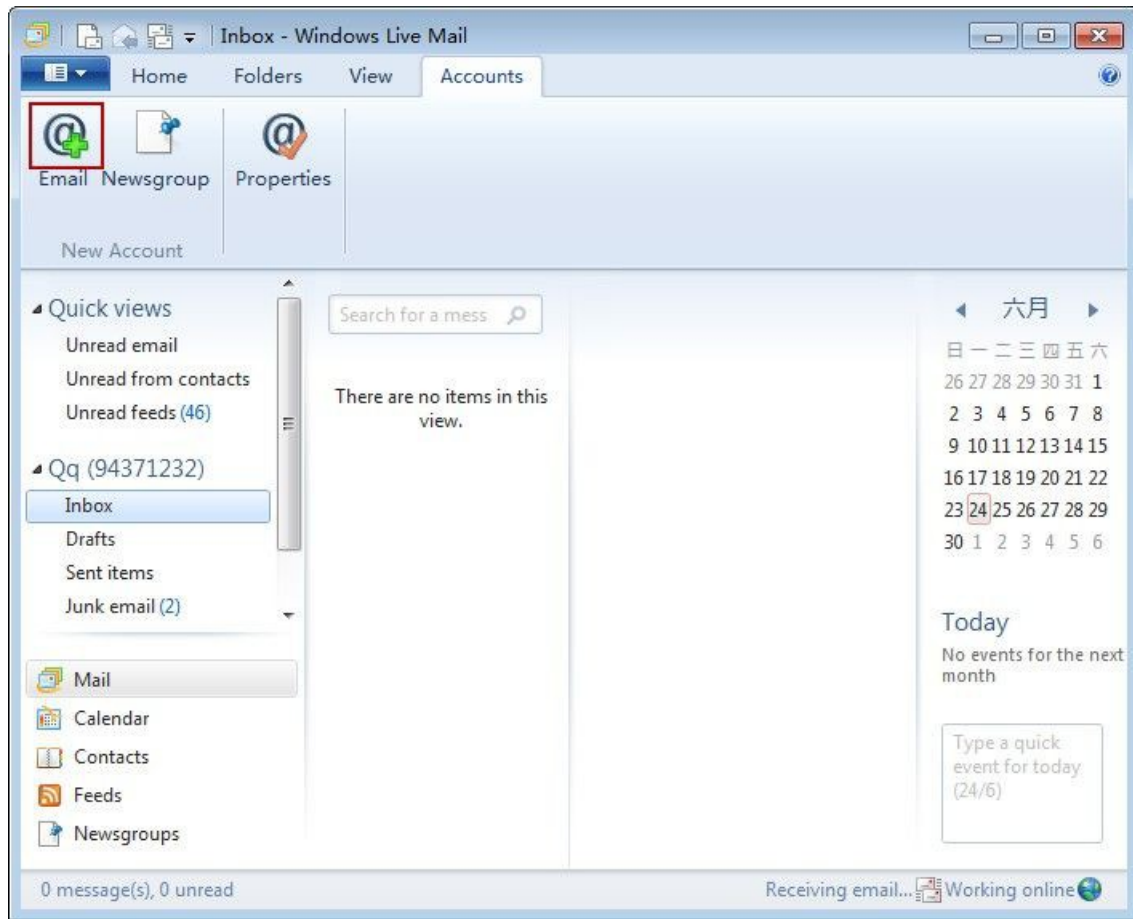 Inbox - Windows Live Mail
Home Folders View Accounts
Email Newsgroup Properties
New Account
Quick views
Unread email
Unread from contacts
Unread feeds (46)
Qq (94371232)
Inbox
Drafts
Sent items
Junk email (2)
Mail
Calendar
Contacts
Feeds
Newsgroups
Search for a mess
There are no items in this
view.
六月
日 一 二 三 四 五 六
26 27 28 29 30 31 1
2 3 4 5 6 7 8
9 10 11 12 13 14 15
16 17 18 19 20 21 22
23 24 25 26 27 28 29
30 1 2 3 4 5 6
Today
No events for the next
month
Type a quick
event for today
(24/6)
0 message(s), 0 unread
Receiving email... Working online